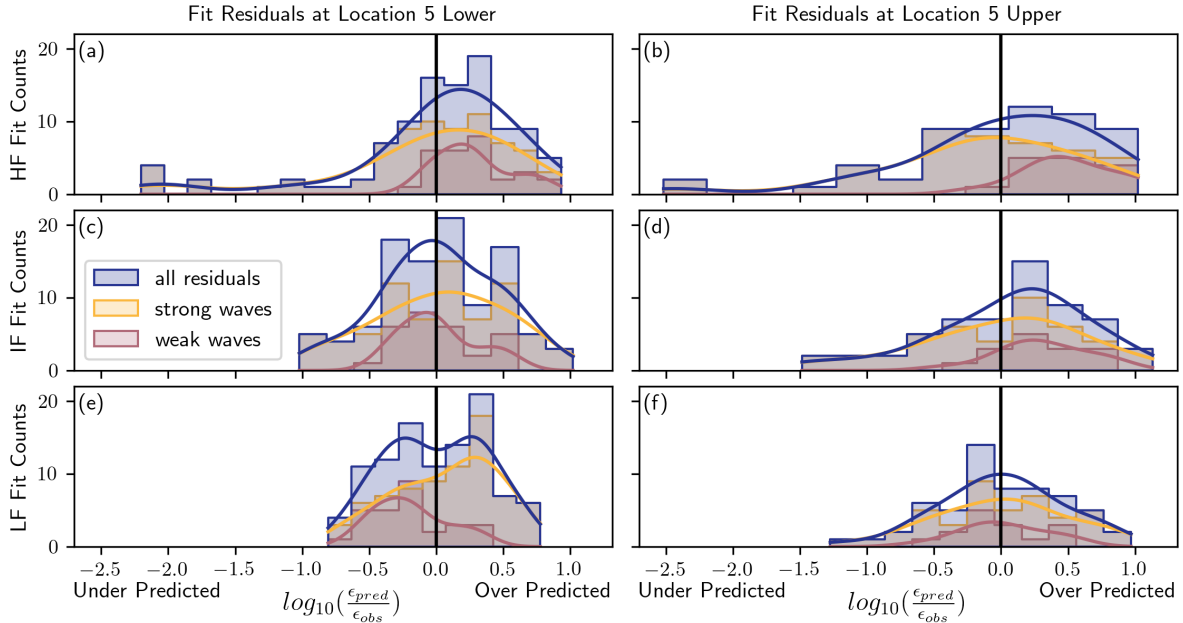 Fit Residuals at Location 5 Lower
Fit Residuals at Location 5 Upper
(a)
20
10
0
HF Fit Counts
(b)
(c)
20
10
0
IF Fit Counts
all residuals
strong waves
weak waves
(d)
(e)
20
10
0
LF Fit Counts
(f)
−2.5 −2.0 −1.5 −1.0 −0.5 0.0 0.5 1.0
−2.5 −2.0 −1.5 −1.0 −0.5 0.0 0.5 1.0
Under Predicted
Over Predicted
Under Predicted
Over Predicted
log₁₀(ϵ_pred/ϵ_obs)
log₁₀(ϵ_pred/ϵ_obs)